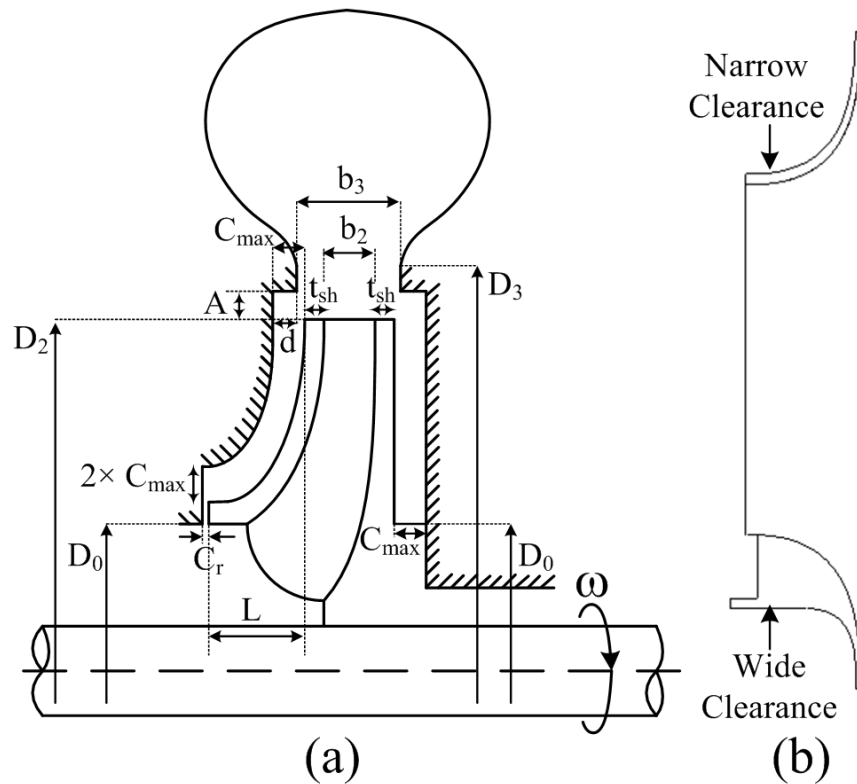 b₃
Cₘₐₓ
b₂
tₛₕ
tₛₕ
A
D₃
D₂
d
2× Cₘₐₓ
D₀
Cᵣ
Cₘₐₓ
D₀
L
ω
(a)
Narrow
Clearance
Wide
Clearance
(b)